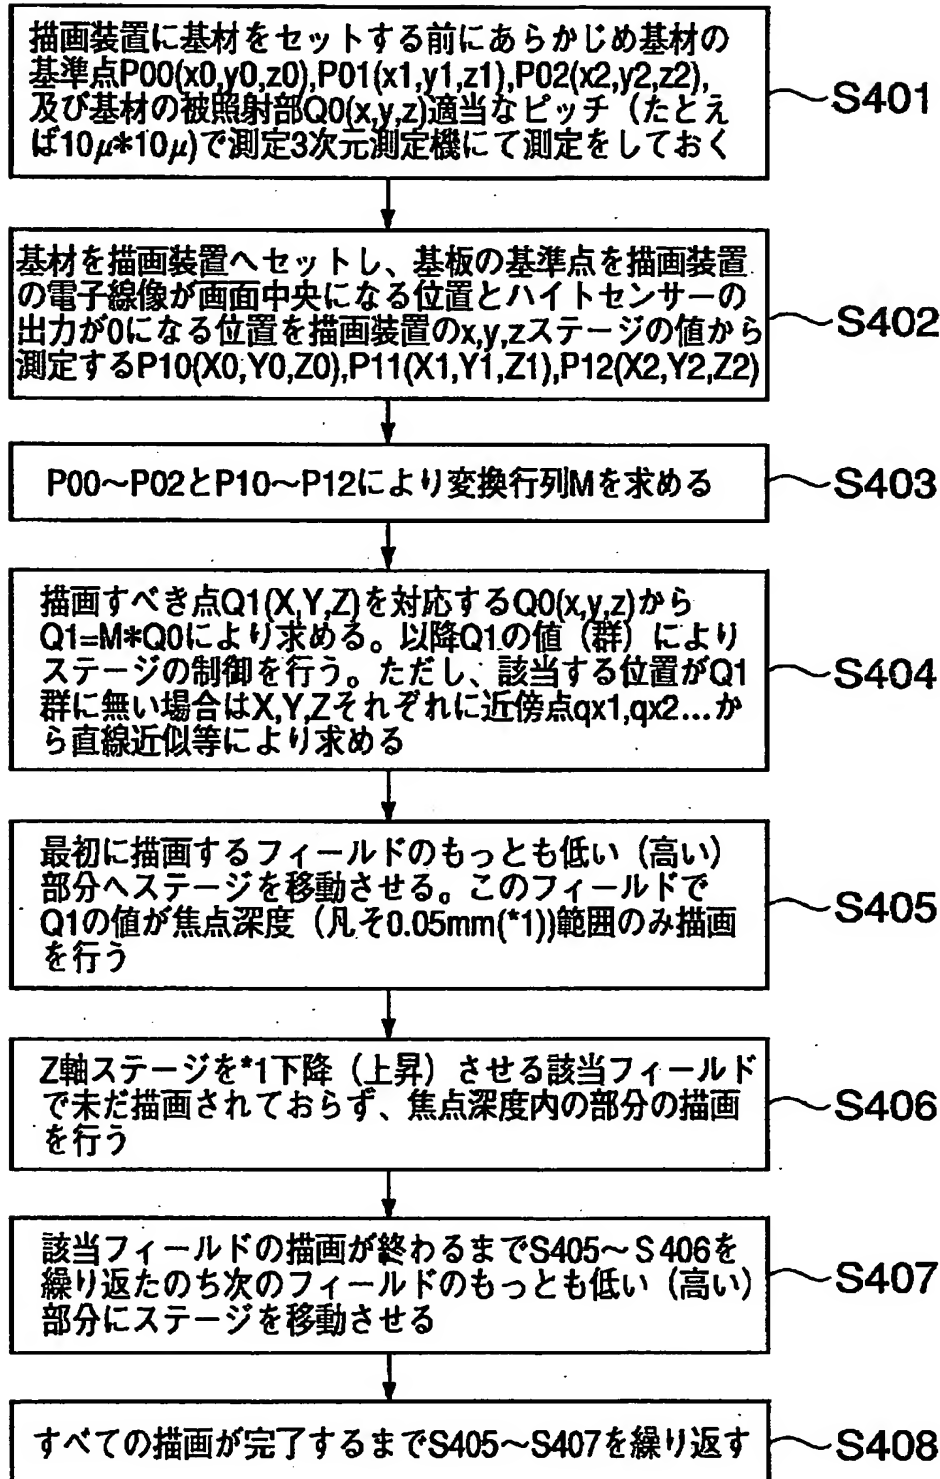 描画装置に基材をセットする前にあらかじめ基材の
基準点P00(x0,y0,z0),P01(x1,y1,z1),P02(x2,y2,z2),
及び基材の被照射部Q0(x,y,z)適当なピッチ（たとえ
ば10μ*10μ)で測定3次元測定機にて測定をしておく
S401
基材を描画装置へセットし、基板の基準点を描画装置
の電子線像が画面中央になる位置とハイトセンサーの
出力が0になる位置を描画装置のx,y,zステージの値から
測定するP10(X0,Y0,Z0),P11(X1,Y1,Z1),P12(X2,Y2,Z2)
S402
P00～P02とP10～P12により変換行列Mを求める
S403
描画すべき点Q1(X,Y,Z)を対応するQ0(x,y,z)から
Q1=M*Q0により求める。以降Q1の値（群）により
ステージの制御を行う。ただし、該当する位置がQ1
群に無い場合はX,Y,Zそれぞれに近傍点qx1,qx2...か
ら直線近似等により求める
S404
最初に描画するフィールドのもっとも低い（高い）
部分へステージを移動させる。このフィールドで
Q1の値が焦点深度（凡そ0.05mm(*1))範囲のみ描画
を行う
S405
Z軸ステージを*1下降（上昇）させる該当フィールド
で未だ描画されておらず、焦点深度内の部分の描画
を行う
S406
該当フィールドの描画が終わるまでS405～S406を
繰り返たのち次のフィールドのもっとも低い（高い）
部分にステージを移動させる
S407
すべての描画が完了するまでS405～S407を繰り返す
S408